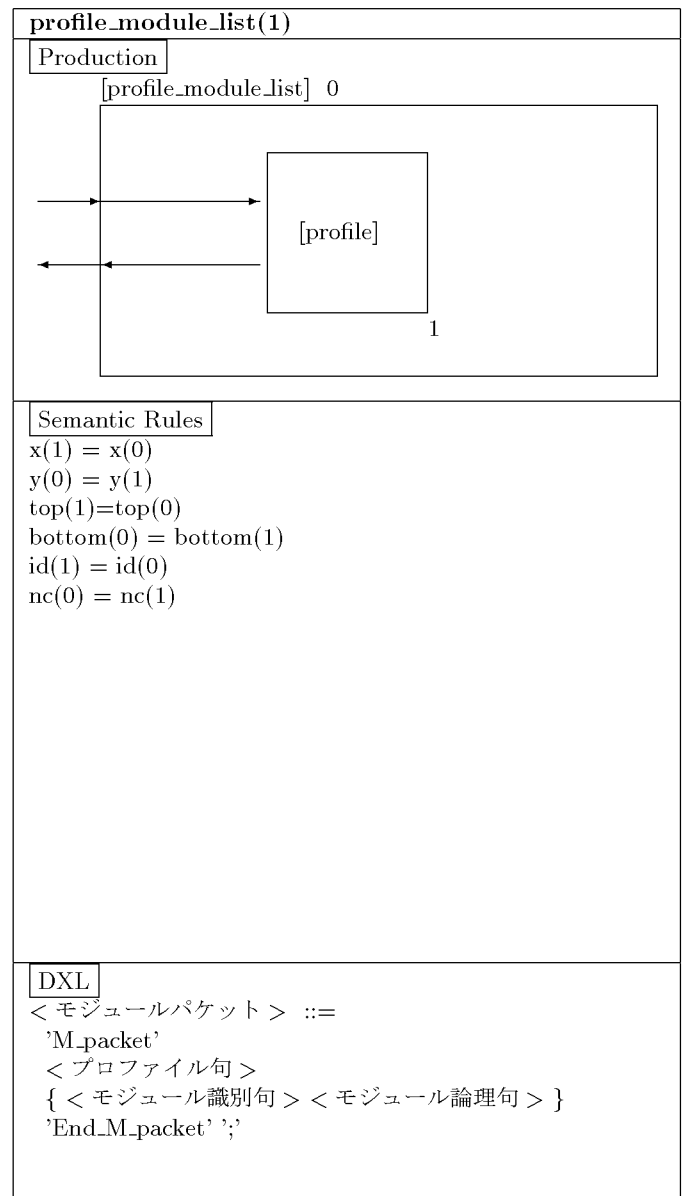 profile_module_list(1)
Production
[profile_module_list] 0
[profile]
1
Semantic Rules
x(1) = x(0)
y(0) = y(1)
top(1)=top(0)
bottom(0) = bottom(1)
id(1) = id(0)
nc(0) = nc(1)
DXL
< モジュールパケット > ::=
’M_packet’
< プロファイル句 >
{ < モジュール識別句 > < モジュール論理句 > }
’End_M_packet’ ’;’